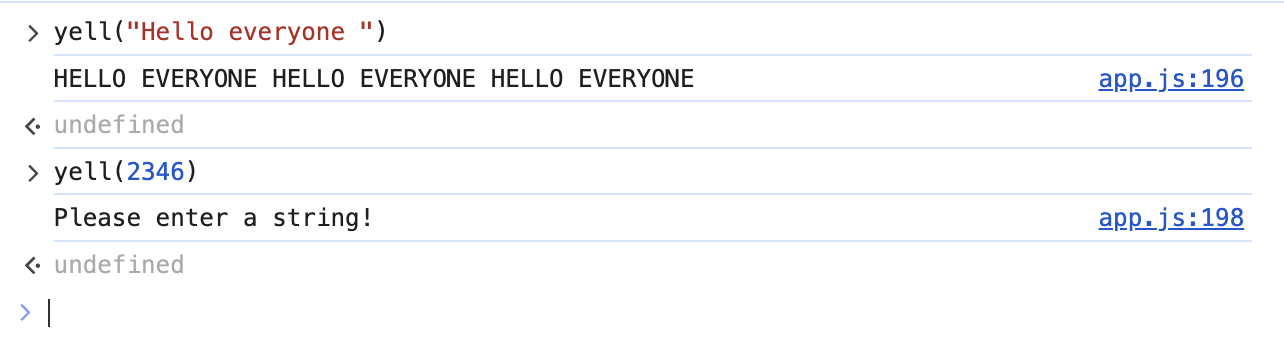 > yell("Hello everyone ")
HELLO EVERYONE HELLO EVERYONE HELLO EVERYONE app.js:196
undefined
> yell(2346)
Please enter a string! app.js:198
undefined
>